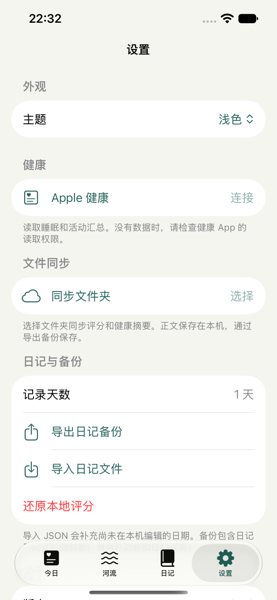 22:32
设置
外观
主题 浅色
健康
Apple 健康 连接
读取睡眠和活动汇总。没有数据时，请检查健康 App 的
读取权限。
文件同步
同步文件夹 选择
选择文件夹同步评分和健康摘要。正文保存在本机，通过
导出备份保存。
日记与备份
记录天数 1 天
导出日记备份
导入日记文件
还原本地评分
导入 JSON 会补充尚未在本机编辑的日期。备份包含日记
今日 河流 日记 设置